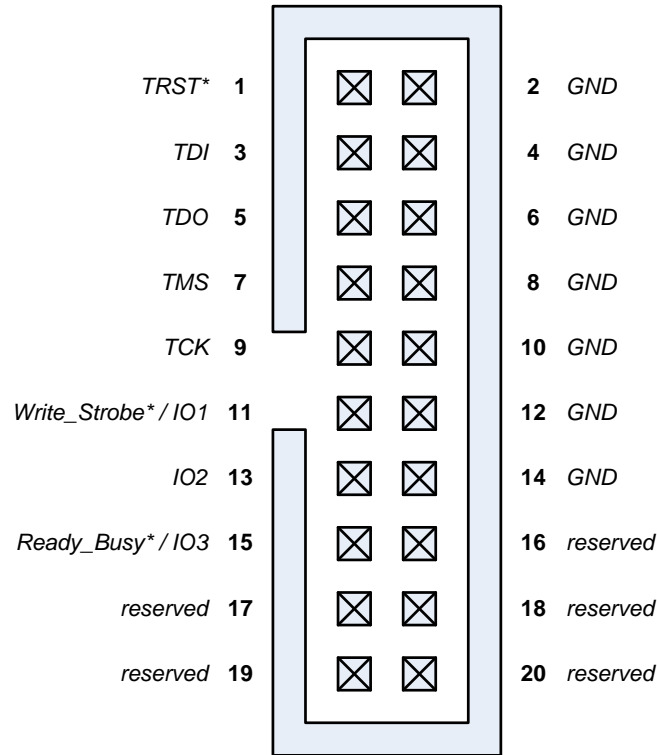 TRST* 1 2 GND
TDI 3 4 GND
TDO 5 6 GND
TMS 7 8 GND
TCK 9 10 GND
Write_Strobe* / IO1 11 12 GND
IO2 13 14 GND
Ready_Busy* / IO3 15 16 reserved
reserved 17 18 reserved
reserved 19 20 reserved